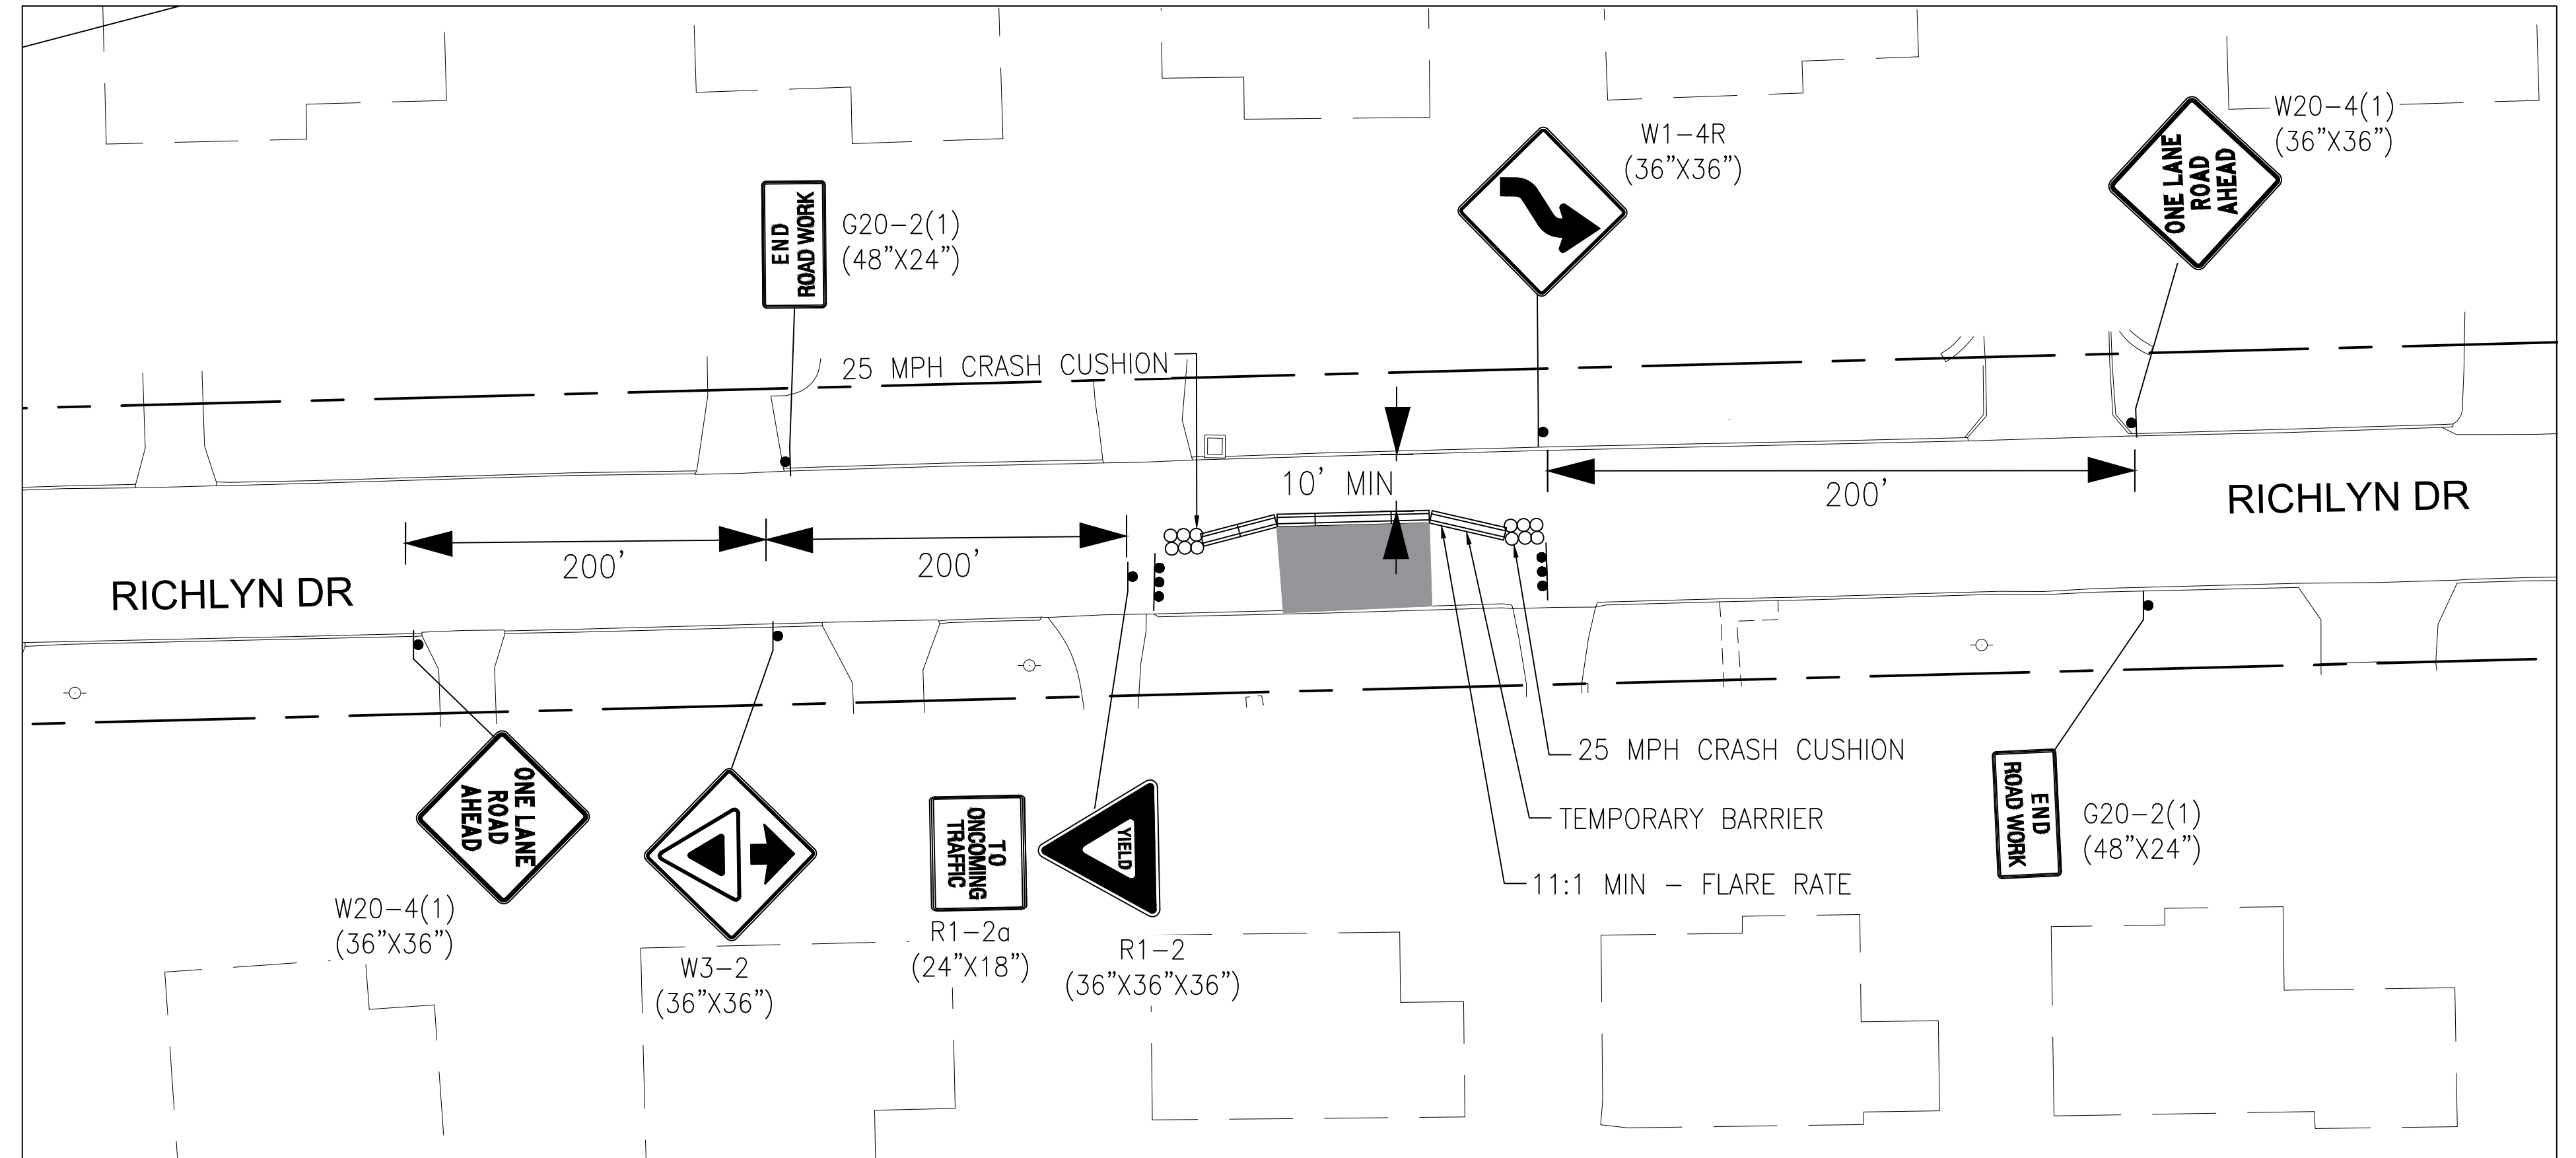 W20-4(1)
(36"X36")
ONE LANE
ROAD
AHEAD
W1-4R
(36"X36")
END
ROAD WORK
G20-2(1)
(48"X24")
25 MPH CRASH CUSHION
10' MIN
200'
RICHLYN DR
200'
200'
RICHLYN DR
25 MPH CRASH CUSHION
TEMPORARY BARRIER
11:1 MIN - FLARE RATE
ONE LANE
ROAD
AHEAD
W20-4(1)
(36"X36")
W3-2
(36"X36")
TO
ONCOMING
TRAFFIC
R1-2a
(24"X18")
YIELD
R1-2
(36"X36"X36")
END
ROAD WORK
G20-2(1)
(48"X24")